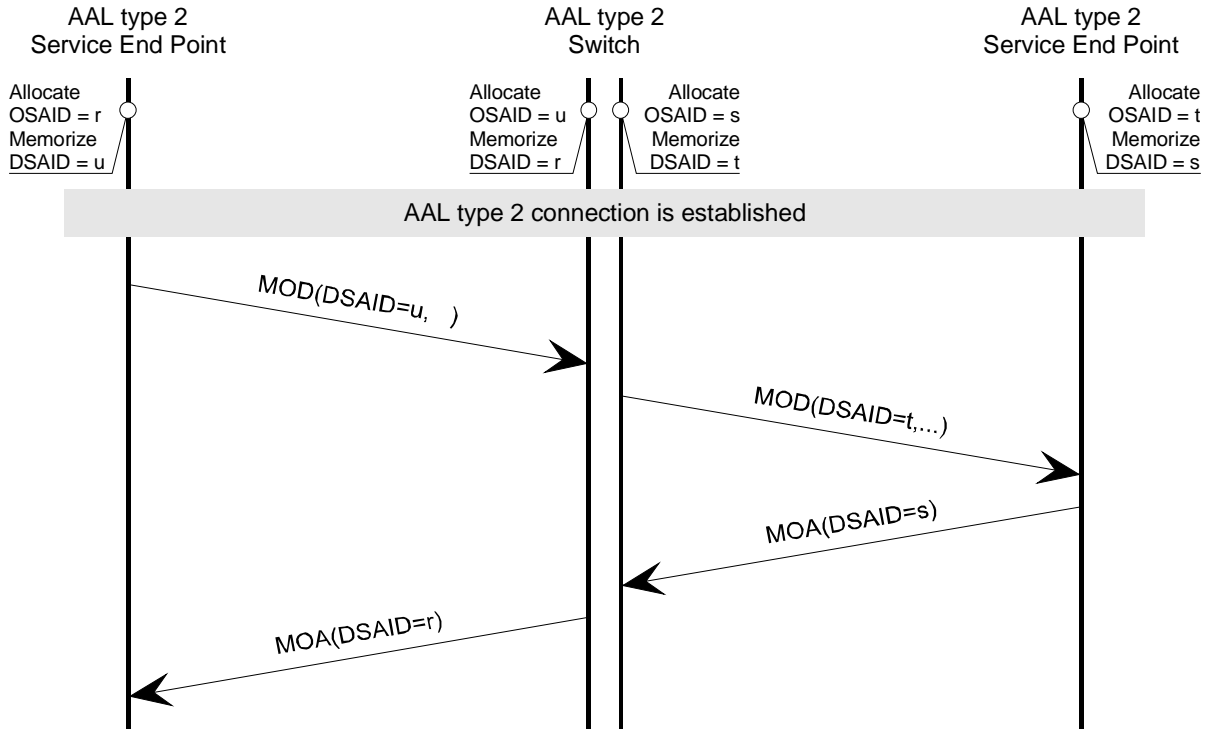 AAL type 2
Service End Point
AAL type 2
Switch
AAL type 2
Service End Point
Allocate
OSAID = r
Memorize
DSAID = u
Allocate
OSAID = u
Memorize
DSAID = r
Allocate
OSAID = s
Memorize
DSAID = t
Allocate
OSAID = t
Memorize
DSAID = s
AAL type 2 connection is established
MOD(DSAID=u, )
MOD(DSAID=t,...)
MOA(DSAID=s)
MOA(DSAID=r)